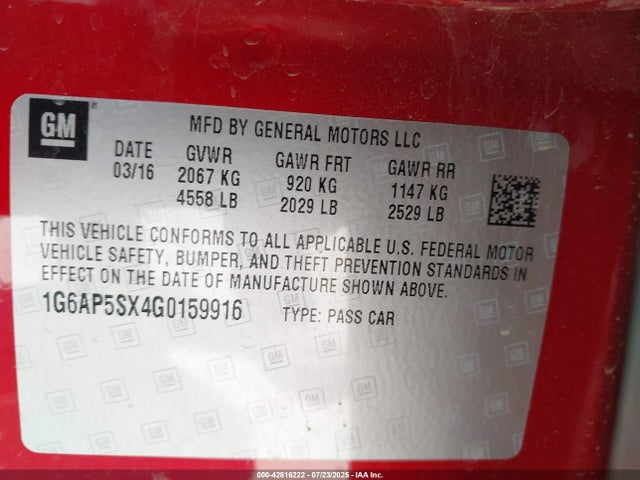 GM ®
MFD BY GENERAL MOTORS LLC
DATE GVWR GAWR FRT GAWR RR
03/16 2067 KG 920 KG 1147 KG
4558 LB 2029 LB 2529 LB
THIS VEHICLE CONFORMS TO ALL APPLICABLE U.S. FEDERAL MOTOR
VEHICLE SAFETY, BUMPER, AND THEFT PREVENTION STANDARDS IN
EFFECT ON THE DATE OF MANUFACTURE SHOWN ABOVE.
1G6AP5SX4G0159916 TYPE: PASS CAR
000-42816222 - 07/23/2025 - IAA Inc.